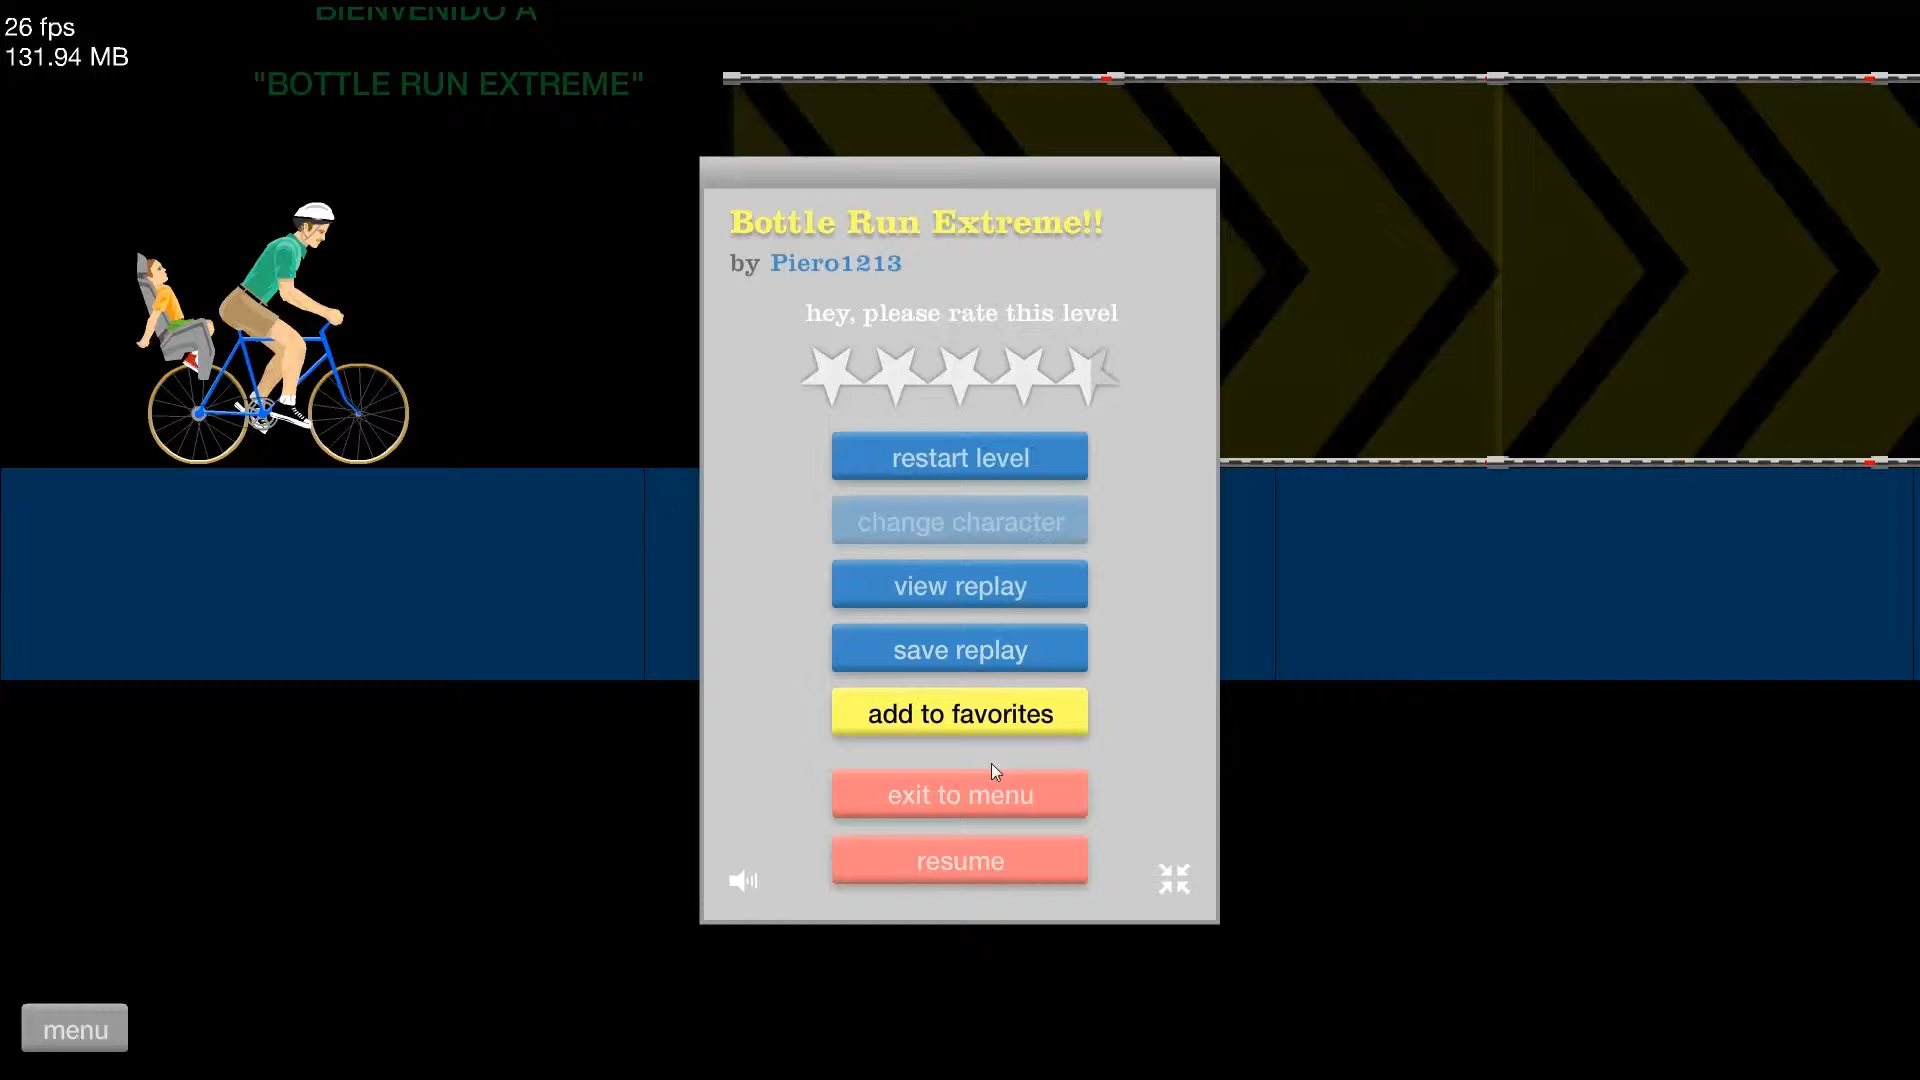 26 fps
131.94 MB
BIENVENIDO A
"BOTTLE RUN EXTREME"
Bottle Run Extreme!!
by Piero1213
hey, please rate this level
restart level
change character
view replay
save replay
add to favorites
exit to menu
resume
menu